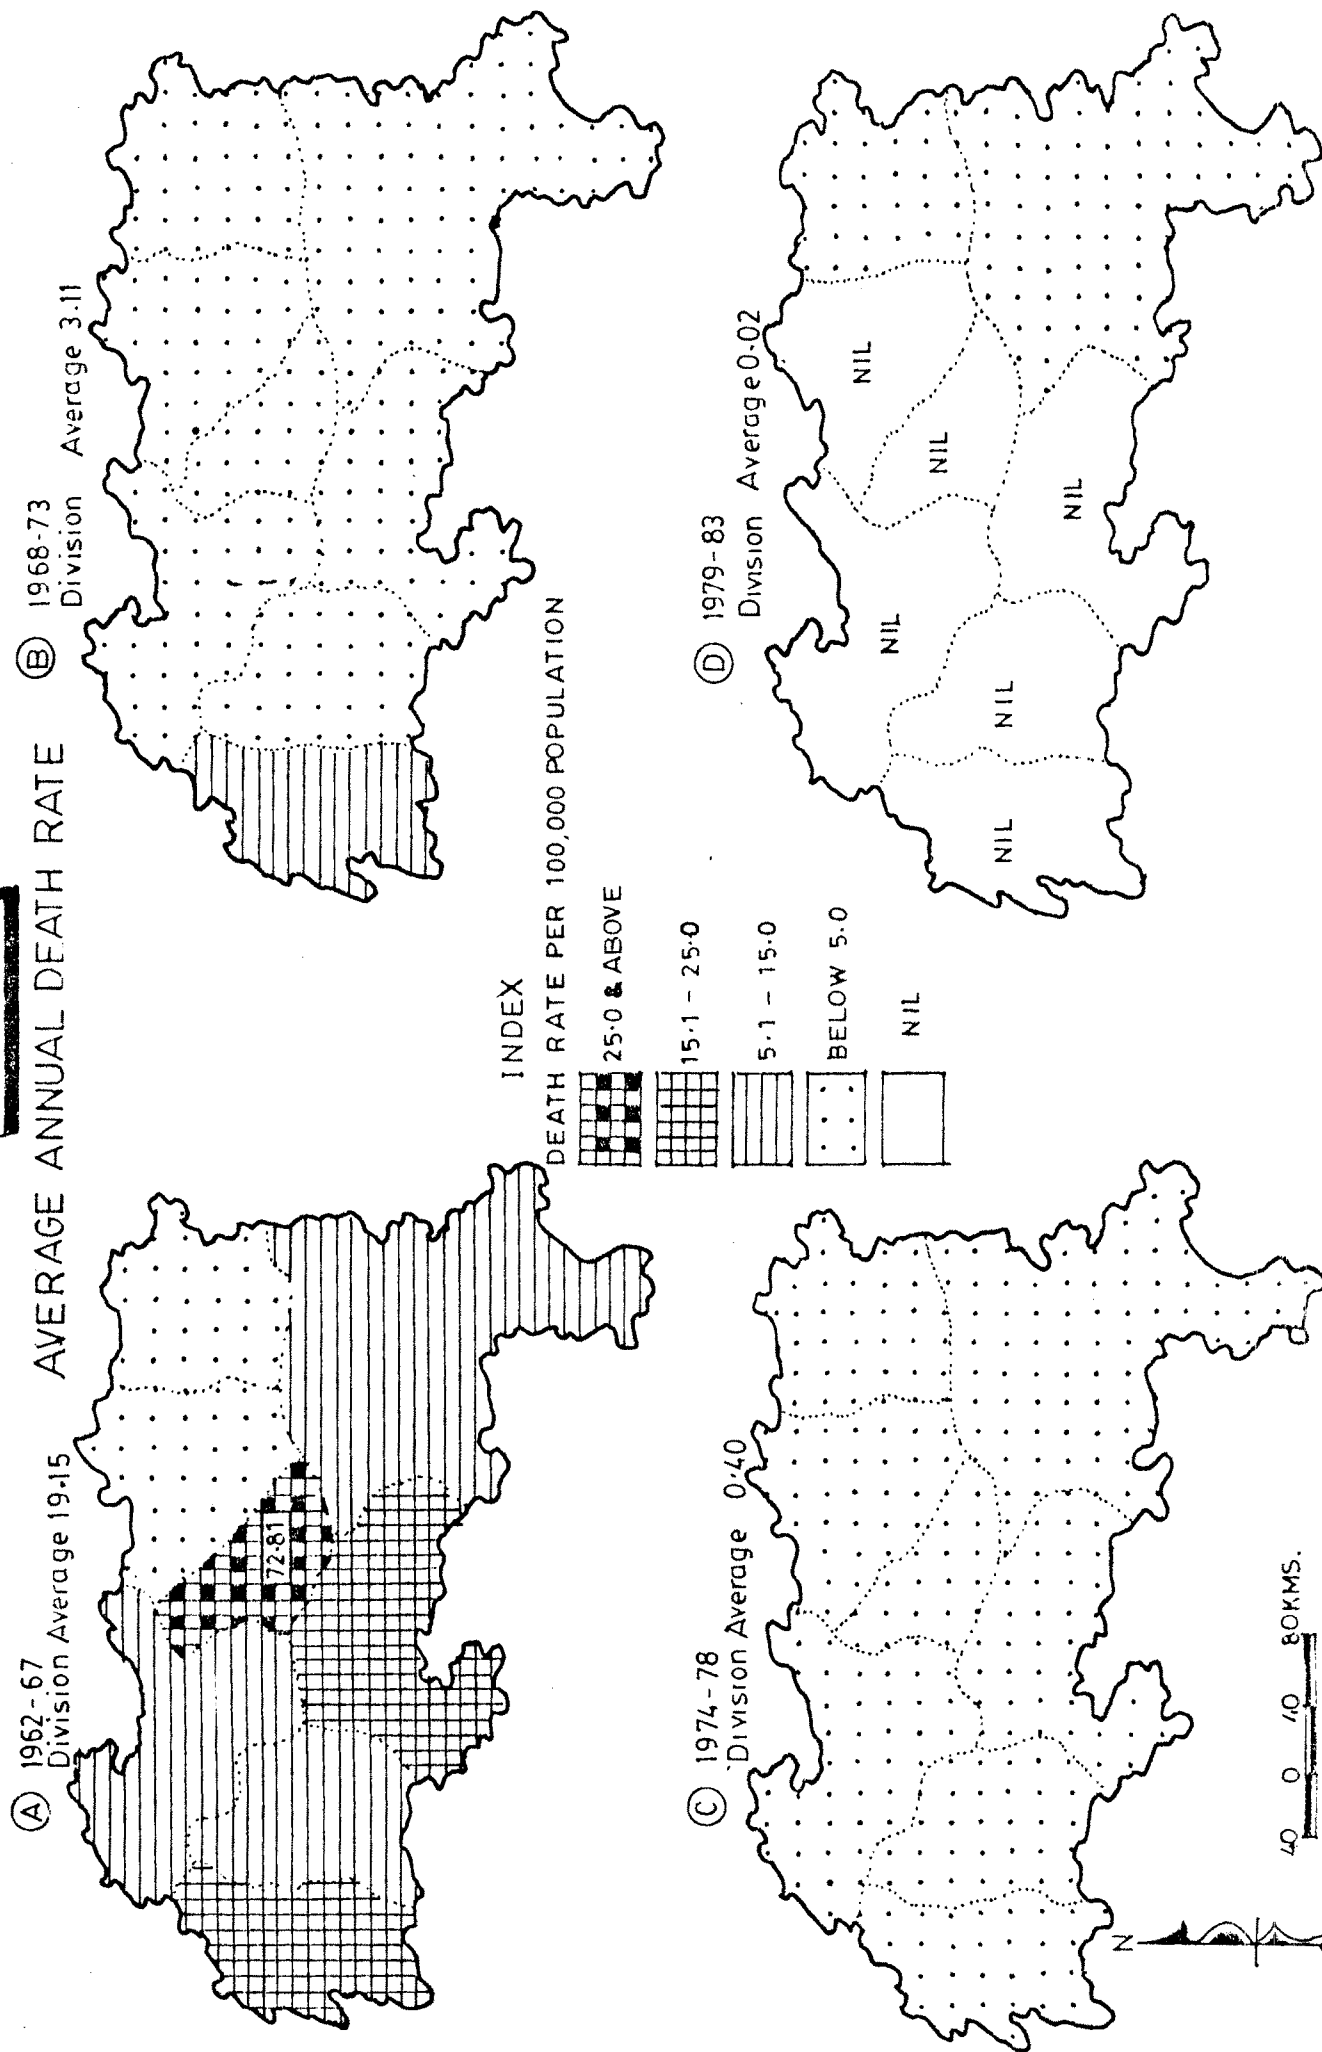 AVERAGE ANNUAL DEATH RATE
A 1962-67
Division Average 19.15
72.81
B 1968-73
Division Average 3.11
INDEX
DEATH RATE PER 100,000 POPULATION
25.0 & ABOVE
15.1 - 25.0
5.1 - 15.0
BELOW 5.0
NIL
C 1974-78
Division Average 0.40
D 1979-83
Division Average 0.02
NIL
NIL
NIL
NIL
NIL
NIL
N
40 0 40 80KMS.